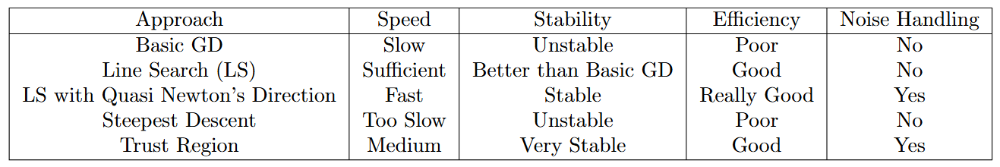 Approach Speed Stability Efficiency Noise Handling
Basic GD Slow Unstable Poor No
Line Search (LS) Sufficient Better than Basic GD Good No
LS with Quasi Newton's Direction Fast Stable Really Good Yes
Steepest Descent Too Slow Unstable Poor No
Trust Region Medium Very Stable Good Yes